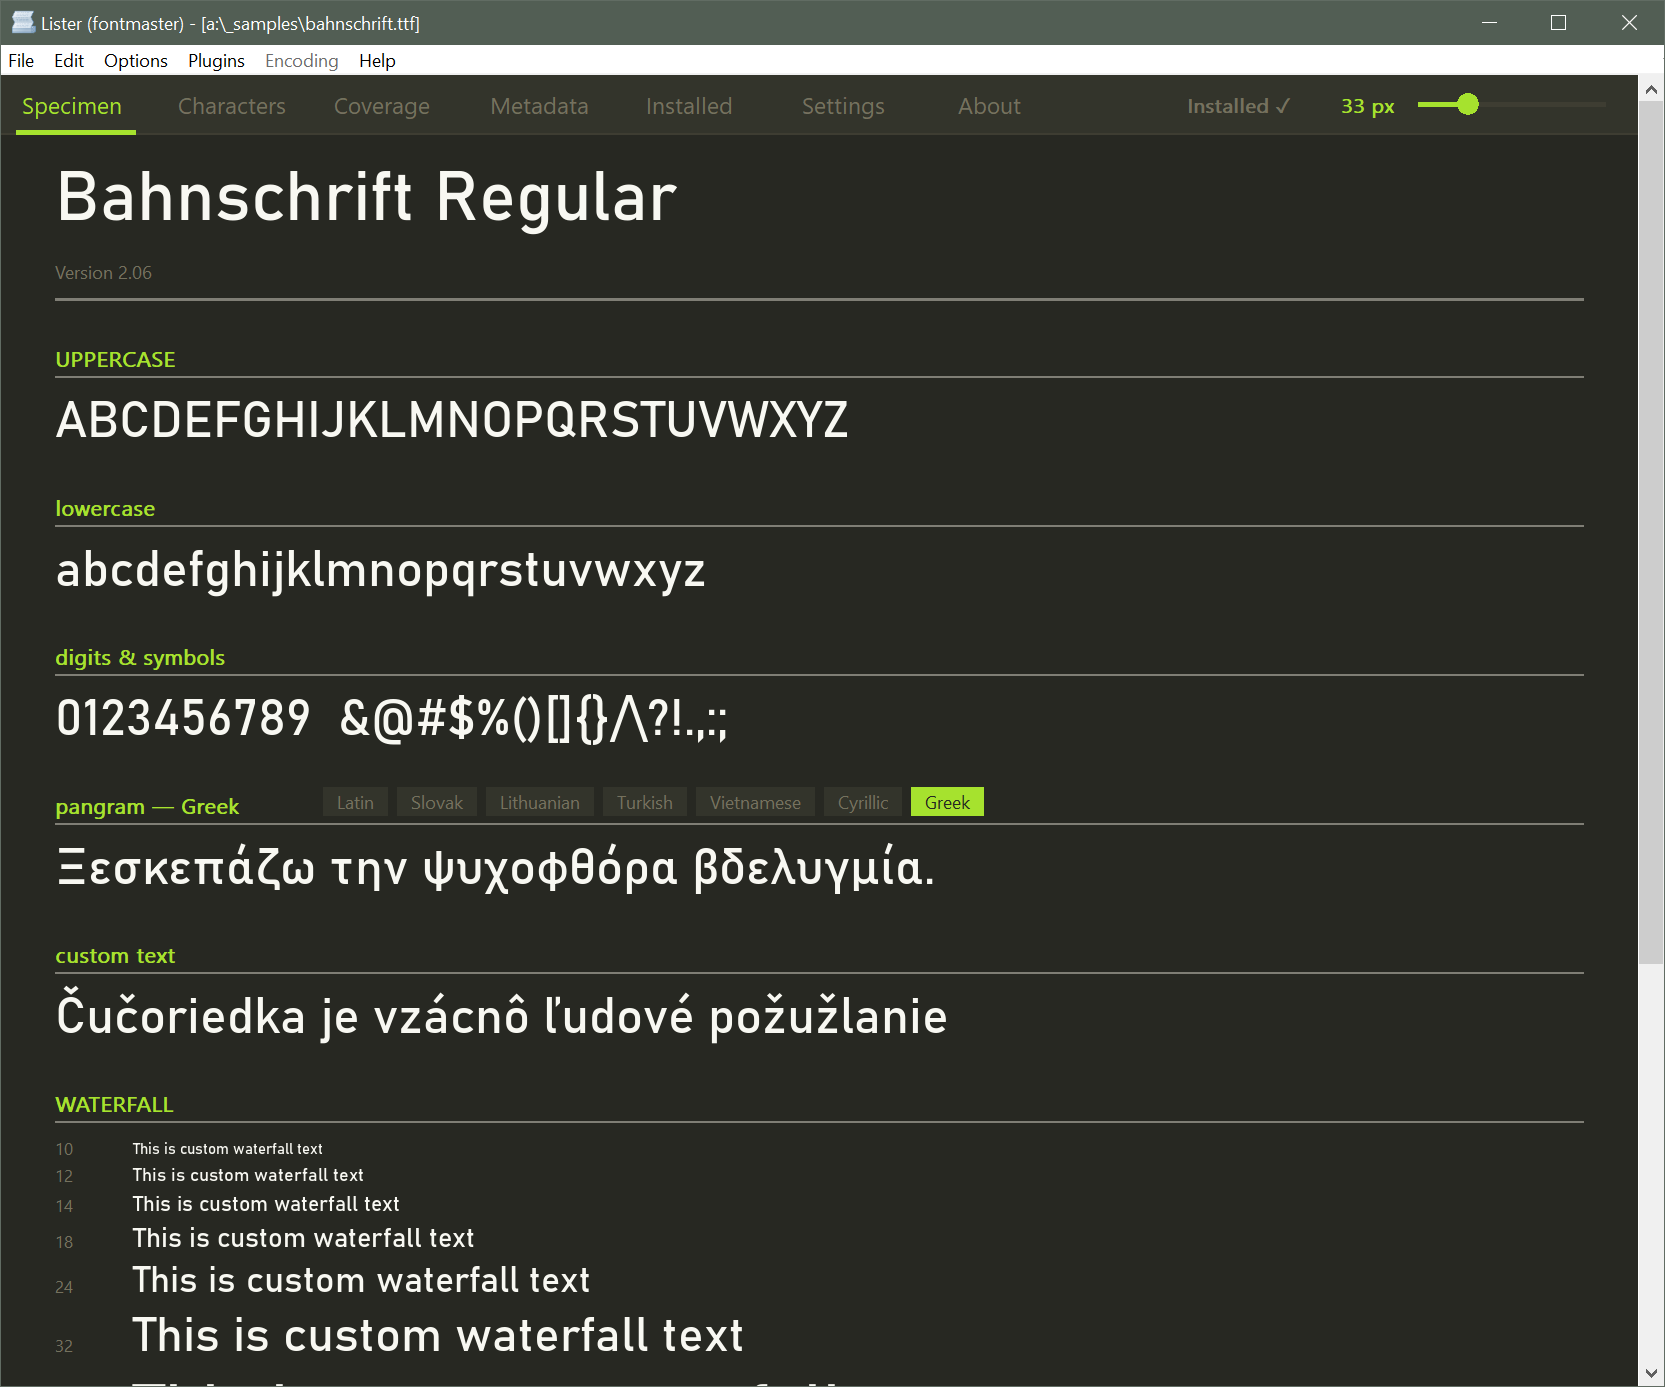 Lister (fontmaster) - [a:\_samples\bahnschrift.ttf]
File Edit Options Plugins Encoding Help
Specimen Characters Coverage Metadata Installed Settings About Installed ✓ 33 px
Bahnschrift Regular
Version 2.06
UPPERCASE
ABCDEFGHIJKLMNOPQRSTUVWXYZ
lowercase
abcdefghijklmnopqrstuvwxyz
digits & symbols
0123456789 &@#$%()[]{}/\?!.,:;
pangram — Greek Latin Slovak Lithuanian Turkish Vietnamese Cyrillic Greek
Ξεσκεπάζω την ψυχοφθόρα βδελυγμία.
custom text
Čučoriedka je vzácnô ľudové požužlanie
WATERFALL
10 This is custom waterfall text
12 This is custom waterfall text
14 This is custom waterfall text
18 This is custom waterfall text
24 This is custom waterfall text
32 This is custom waterfall text